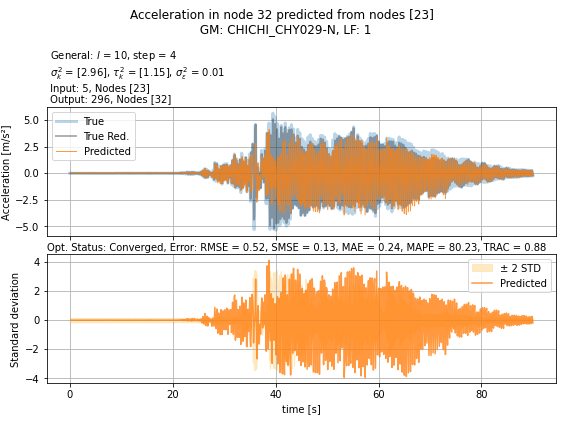 Acceleration in node 32 predicted from nodes [23]
GM: CHICHI_CHY029-N, LF: 1
General: l = 10, step = 4
σ²ₖ = [2.96], τ²ₖ = [1.15], σ²ε = 0.01
Input: 5, Nodes [23]
Output: 296, Nodes [32]
Acceleration [m/s²]
5.0
2.5
0.0
−2.5
−5.0
True
True Red.
Predicted
Opt. Status: Converged, Error: RMSE = 0.52, SMSE = 0.13, MAE = 0.24, MAPE = 80.23, TRAC = 0.88
Standard deviation
4
2
0
−2
−4
± 2 STD
Predicted
0 20 40 60 80
time [s]